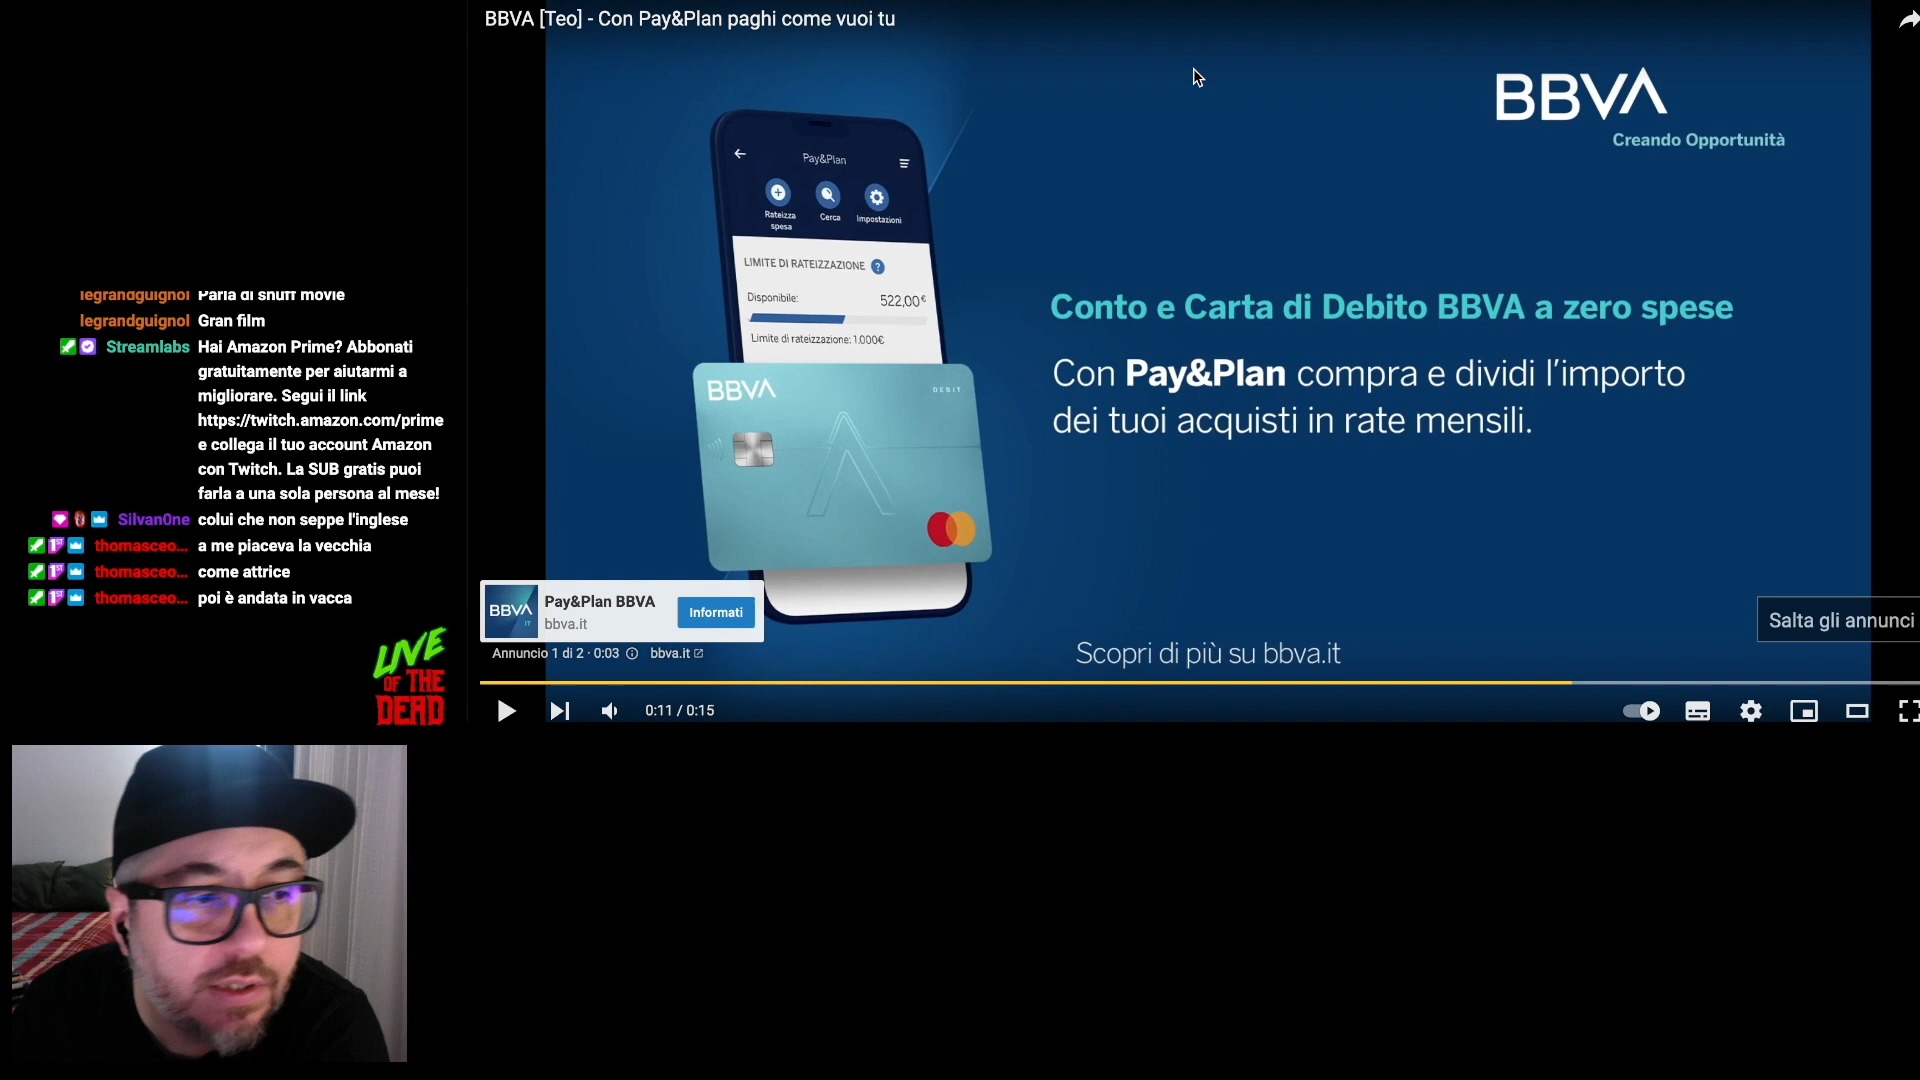 BBVA [Teo] - Con Pay&Plan paghi come vuoi tu
BBVA
Creando Opportunità
Pay&Plan
Rateizza spesa
Cerca
Impostazioni
LIMITE DI RATEIZZAZIONE ?
Disponibile: 522,00€
Limite di rateizzazione: 1.000€
BBVA
DEBIT
Conto e Carta di Debito BBVA a zero spese
Con Pay&Plan compra e dividi l'importo
dei tuoi acquisti in rate mensili.
Scopri di più su bbva.it
BBVA
IT
Pay&Plan BBVA
bbva.it
Informati
Annuncio 1 di 2 · 0:03 bbva.it
Salta gli annunci
0:11 / 0:15
legrandguignol Parla di snuff movie
legrandguignol Gran film
Streamlabs Hai Amazon Prime? Abbonati
gratuitamente per aiutarmi a
migliorare. Segui il link
https://twitch.amazon.com/prime
e collega il tuo account Amazon
con Twitch. La SUB gratis puoi
farla a una sola persona al mese!
Silvan0ne colui che non seppe l'inglese
1ST thomasceo... a me piaceva la vecchia
1ST thomasceo... come attrice
1ST thomasceo... poi è andata in vacca
LIVE
OF THE
DEAD